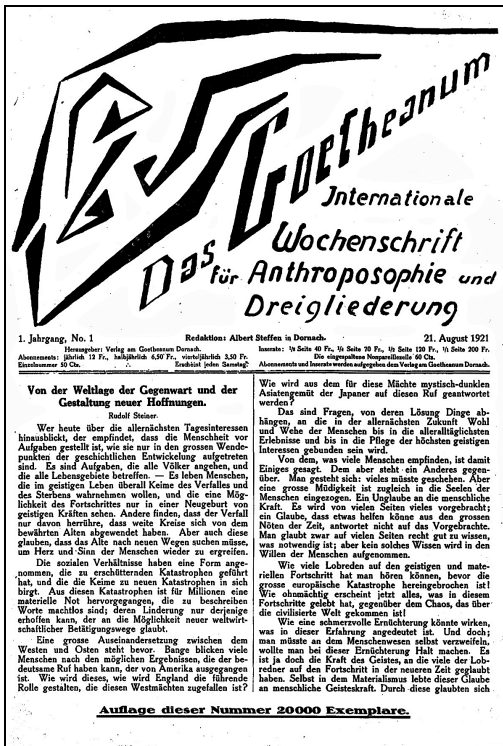 Das Goetheanum
Internationale
Wochenschrift
für Anthroposophie und
Dreigliederung
1. Jahrgang, No. 1
Redaktion: Albert Steffen in Dornach.
21. August 1921
Herausgeber: Verlag am Goetheanum Dornach.
Abonnements: jährlich 12 Fr., halbjährlich 6,50 Fr., vierteljährlich 3,50 Fr.
Einzelnummer 50 Cts. Erscheint jeden Samstag.
Inserate: 1/8 Seite 40 Fr., 1/4 Seite 70 Fr., 1/2 Seite 120 Fr., 1/1 Seite 200 Fr.
Die eingespaltene Nonpareillezeile 60 Cts.
Abonnements und Inserate werden aufgegeben dem Verlag am Goetheanum Dornach.
Von der Weltlage der Gegenwart und der
Gestaltung neuer Hoffnungen.
Rudolf Steiner.
Wer heute über die allernächsten Tagesinteressen
hinausblickt, der empfindet, dass die Menschheit vor
Aufgaben gestellt ist, wie sie nur in den grossen Wende-
punkten der geschichtlichen Entwickelung aufgetreten
sind. Es sind Aufgaben, die alle Völker angehen, und
die alle Lebensgebiete betreffen. — Es leben Menschen,
die im geistigen Leben überall Keime des Verfalles und
des Sterbens wahrnehmen wollen, und die eine Mög-
lichkeit des Fortschrittes nur in einer Neugeburt von
geistigen Kräften sehen. Andere finden, dass der Verfall
nur davon herrühre, dass weite Kreise sich von dem
bewährten Alten abgewendet haben. Aber auch diese
glauben, dass das Alte nach neuen Wegen suchen müsse,
um Herz und Sinn der Menschen wieder zu ergreifen.
Die sozialen Verhältnisse haben eine Form ange-
nommen, die zu erschütternden Katastrophen geführt
hat, und die die Keime zu neuen Katastrophen in sich
birgt. Aus diesen Katastrophen ist für Millionen eine
materielle Not hervorgegangen, die zu beschreiben
Worte machtlos sind; deren Linderung nur derjenige
erhoffen kann, der an die Möglichkeit neuer weltwirt-
schaftlicher Betätigungswege glaubt.
Eine grosse Auseinandersetzung zwischen dem
Westen und Osten steht bevor. Bange blicken viele
Menschen nach den möglichen Ergebnissen, die der be-
deutsame Ruf haben kann, der von Amerika ausgegangen
ist. Wie wird dieses, wie wird England die führende
Rolle gestalten, die diesen Westmächten zugefallen ist?
Wie wird aus dem für diese Mächte mystisch-dunklen
Asiatengemüt der Japaner auf diesen Ruf geantwortet
werden?
Das sind Fragen, von deren Lösung Dinge ab-
hängen, an die in der allernächsten Zukunft Wohl
und Wehe der Menschen bis in die alleralltäglichsten
Erlebnisse und bis in die Pflege der höchsten geistigen
Interessen gebunden sein wird.
Von dem, was viele Menschen empfinden, ist damit
Einiges gesagt. Dem aber steht ein Anderes gegen-
über. Man gesteht sich: vieles müsste geschehen. Aber
eine grosse Müdigkeit ist zugleich in die Seelen der
Menschen eingezogen. Ein Unglaube an die menschliche
Kraft. Es wird von vielen Seiten vieles vorgebracht;
ein Glaube, dass etwas helfen könne aus den grossen
Nöten der Zeit, antwortet nicht auf das Vorgebrachte.
Man glaubt zwar auf vielen Seiten recht gut zu wissen,
was notwendig ist; aber kein solches Wissen wird in den
Willen der Menschen aufgenommen.
Wie viele Lobreden auf den geistigen und mate-
riellen Fortschritt hat man hören können, bevor die
grosse europäische Katastrophe hereingebrochen ist!
Wie ohnmächtig erscheint jetzt alles, was in diesem
Fortschritte gelebt hat, gegenüber dem Chaos, das über
die civilisierte Welt gekommen ist!
Wie eine schmerzvolle Ernüchterung könnte wirken,
was in dieser Erfahrung angedeutet ist. Und doch;
man müsste an dem Menschenwesen selbst verzweifeln,
wollte man bei dieser Ernüchterung Halt machen. Es
ist ja doch die Kraft des Geistes, an die viele der Lob-
redner auf den Fortschritt in der neueren Zeit geglaubt
haben. Selbst in dem Materialismus lebte dieser Glaube
an menschliche Geisteskraft. Durch diese glaubten sich
Auflage dieser Nummer 20000 Exemplare.